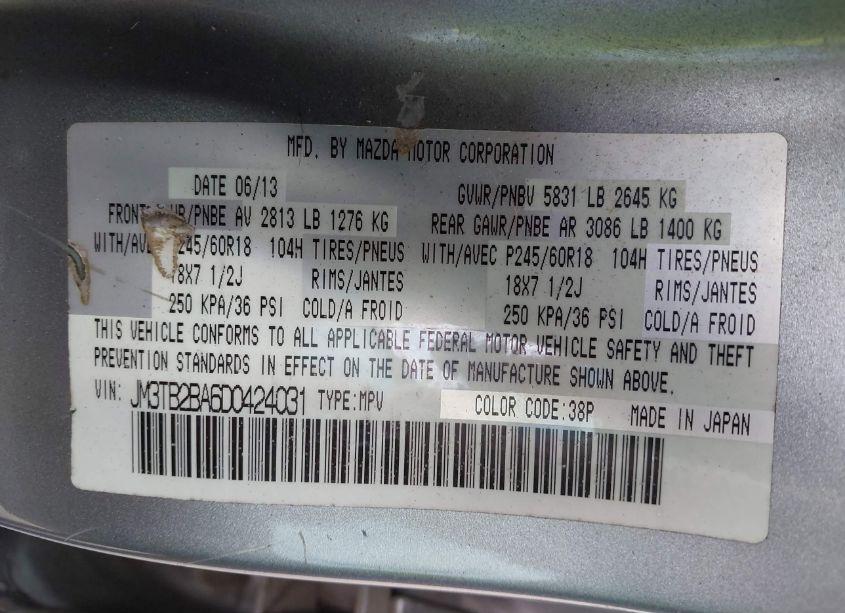 MFD. BY MAZDA MOTOR CORPORATION
DATE 06/13 GVWR/PNBV 5831 LB 2645 KG
FRONT /PNBE AV 2813 LB 1276 KG REAR GAWR/PNBE AR 3086 LB 1400 KG
WITH/AVEC P245/60R18 104H TIRES/PNEUS WITH/AVEC P245/60R18 104H TIRES/PNEUS
18X7 1/2J RIMS/JANTES 18X7 1/2J RIMS/JANTES
250 KPA/36 PSI COLD/A FROID 250 KPA/36 PSI COLD/A FROID
THIS VEHICLE CONFORMS TO ALL APPLICABLE FEDERAL MOTOR VEHICLE SAFETY AND THEFT
PREVENTION STANDARDS IN EFFECT ON THE DATE OF MANUFACTURE SHOWN ABOVE.
VIN: JM3TB2BA6D0424031 TYPE:MPV COLOR CODE:38P MADE IN JAPAN